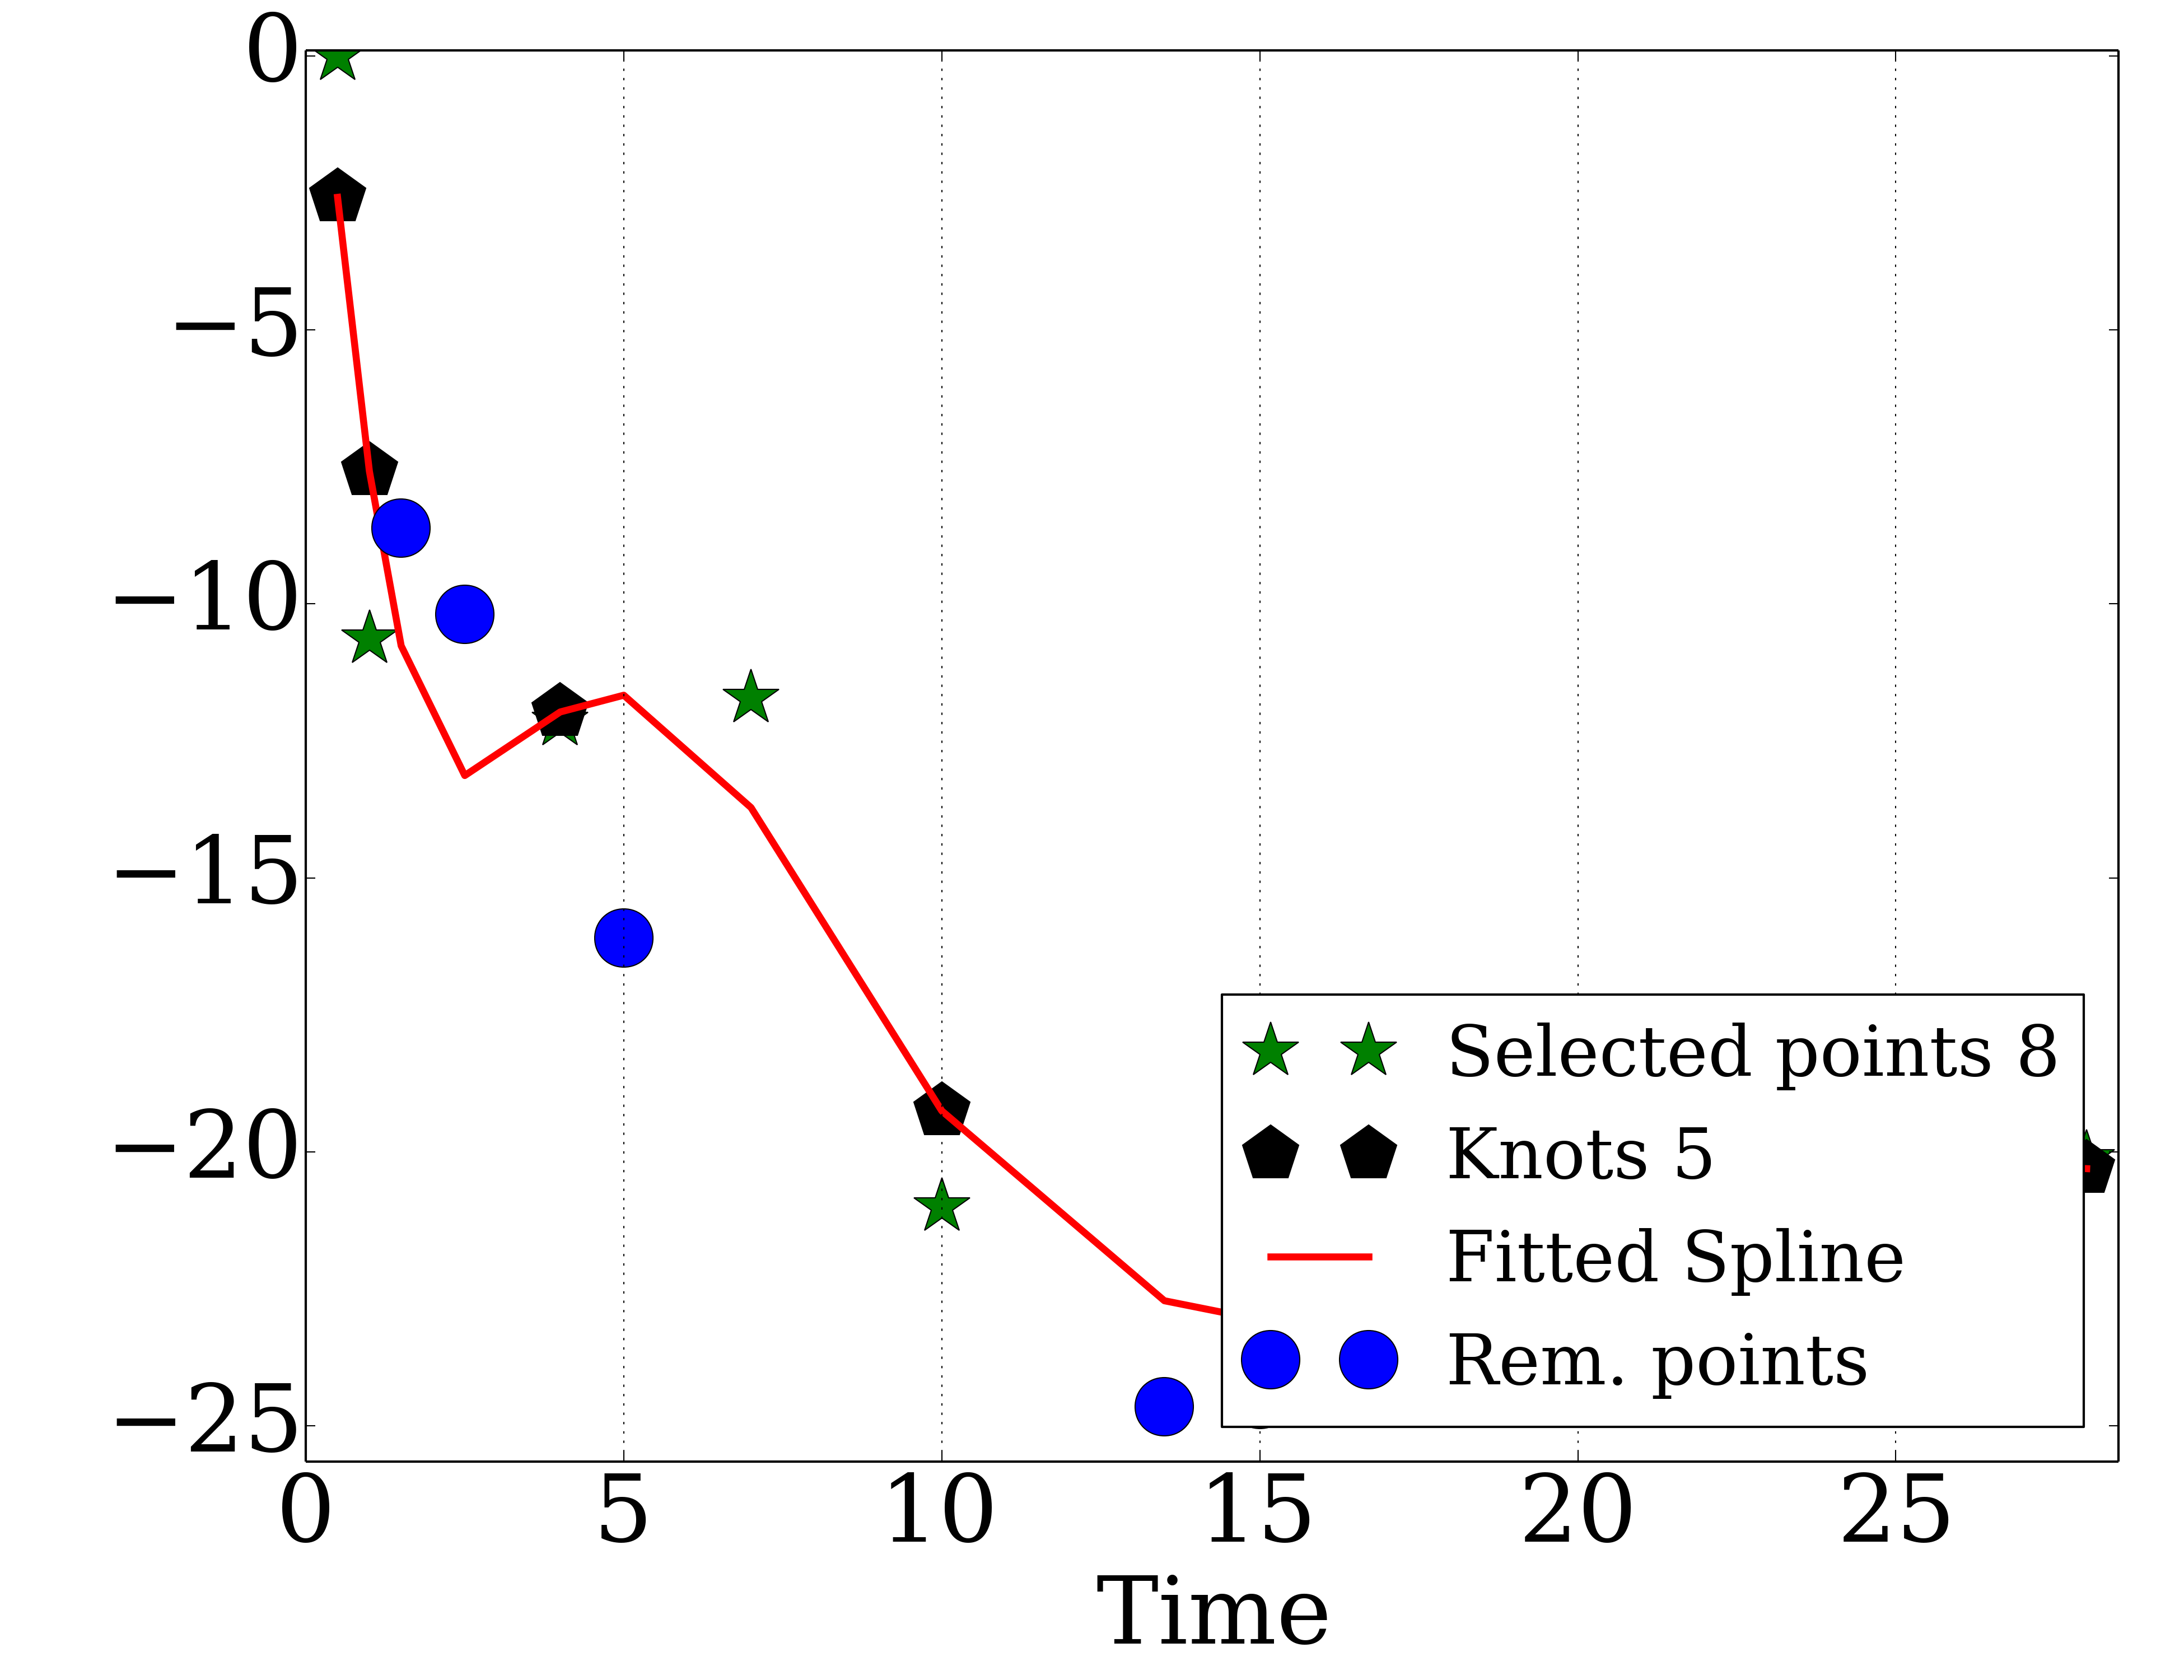 0
−5
−10
−15
−20
−25
Selected points 8
Knots 5
Fitted Spline
Rem. points
0 5 10 15 20 25
Time